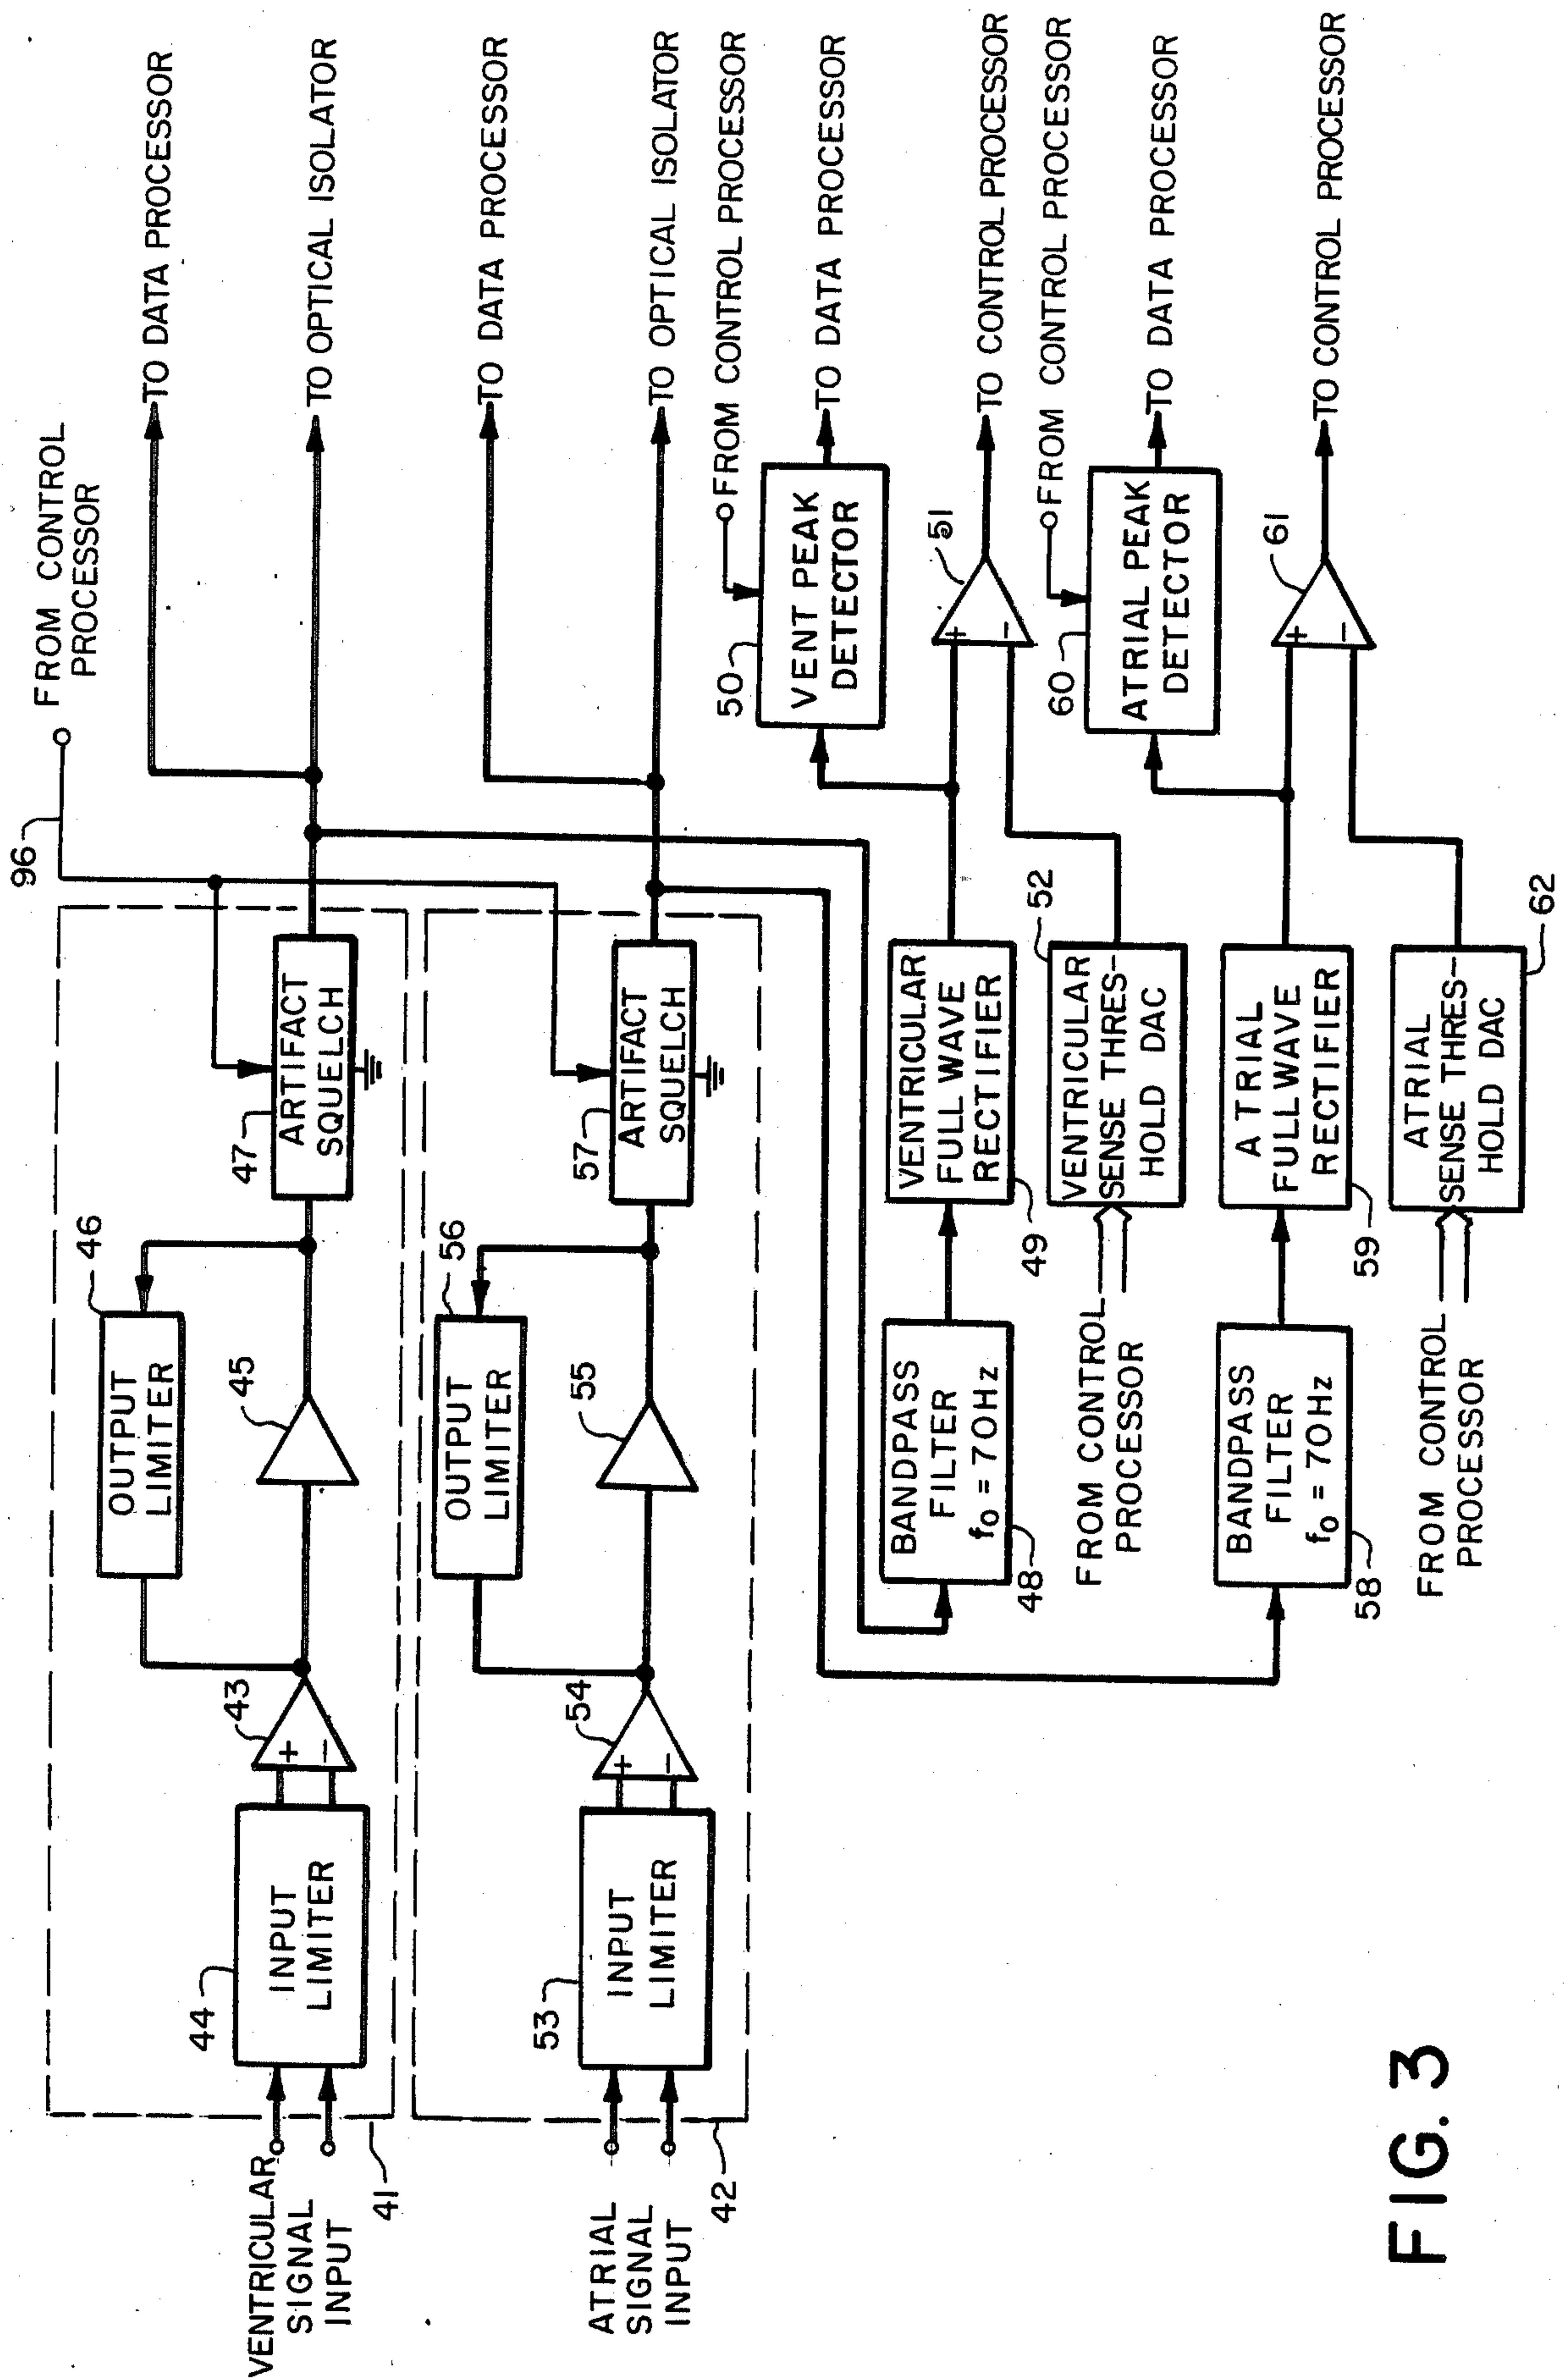 96
FROM CONTROL
PROCESSOR
TO DATA PROCESSOR
TO OPTICAL ISOLATOR
VENTRICULAR
SIGNAL
INPUT
41
44
INPUT
LIMITER
43
+
−
OUTPUT
LIMITER
46
45
47
ARTIFACT
SQUELCH
TO DATA PROCESSOR
TO OPTICAL ISOLATOR
ATRIAL
SIGNAL
INPUT
42
53
INPUT
LIMITER
54
+
−
OUTPUT
LIMITER
56
55
57
ARTIFACT
SQUELCH
FROM CONTROL PROCESSOR
50
VENT PEAK
DETECTOR
TO DATA PROCESSOR
BANDPASS
FILTER
fo = 70Hz
48
VENTRICULAR
FULL WAVE
RECTIFIER
49
+
−
51
TO CONTROL PROCESSOR
FROM CONTROL
PROCESSOR
VENTRICULAR
SENSE THRES-
HOLD DAC
52
FROM CONTROL PROCESSOR
60
ATRIAL PEAK
DETECTOR
TO DATA PROCESSOR
BANDPASS
FILTER
fo = 70Hz
58
ATRIAL
FULL WAVE
RECTIFIER
59
+
−
61
TO CONTROL PROCESSOR
FROM CONTROL
PROCESSOR
ATRIAL
SENSE THRES-
HOLD DAC
62
FIG. 3